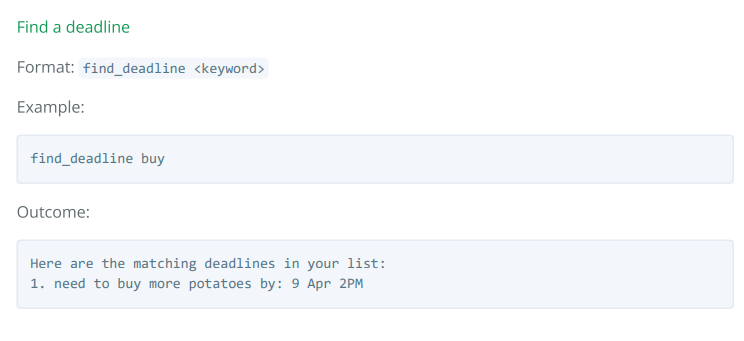 Find a deadline
Format: find_deadline <keyword>
Example:
find_deadline buy
Outcome:
Here are the matching deadlines in your list:
1. need to buy more potatoes by: 9 Apr 2PM